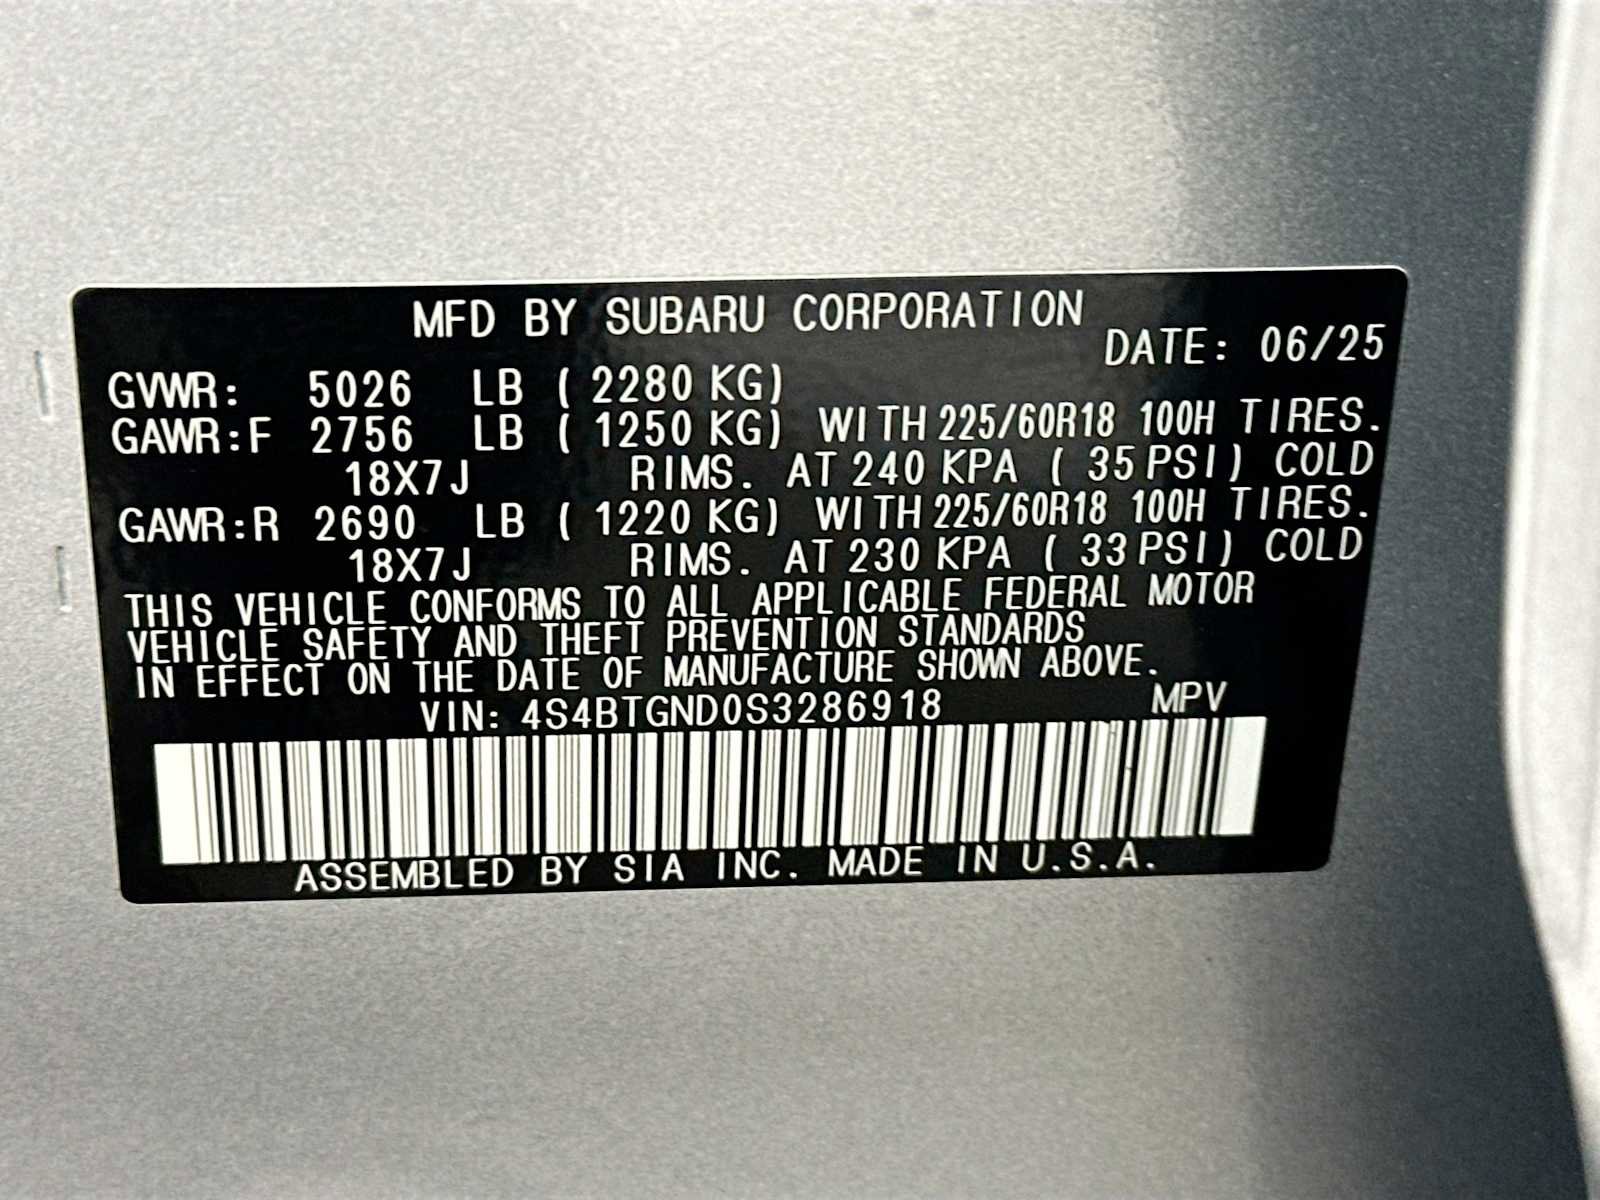 MFD BY SUBARU CORPORATION
DATE: 06/25
GVWR: 5026 LB ( 2280 KG)
GAWR:F 2756 LB ( 1250 KG) WITH 225/60R18 100H TIRES.
18X7J RIMS. AT 240 KPA ( 35 PSI) COLD
GAWR:R 2690 LB ( 1220 KG) WITH 225/60R18 100H TIRES.
18X7J RIMS. AT 230 KPA ( 33 PSI) COLD
THIS VEHICLE CONFORMS TO ALL APPLICABLE FEDERAL MOTOR
VEHICLE SAFETY AND THEFT PREVENTION STANDARDS
IN EFFECT ON THE DATE OF MANUFACTURE SHOWN ABOVE.
VIN: 4S4BTGND0S3286918 MPV
ASSEMBLED BY SIA INC. MADE IN U.S.A.